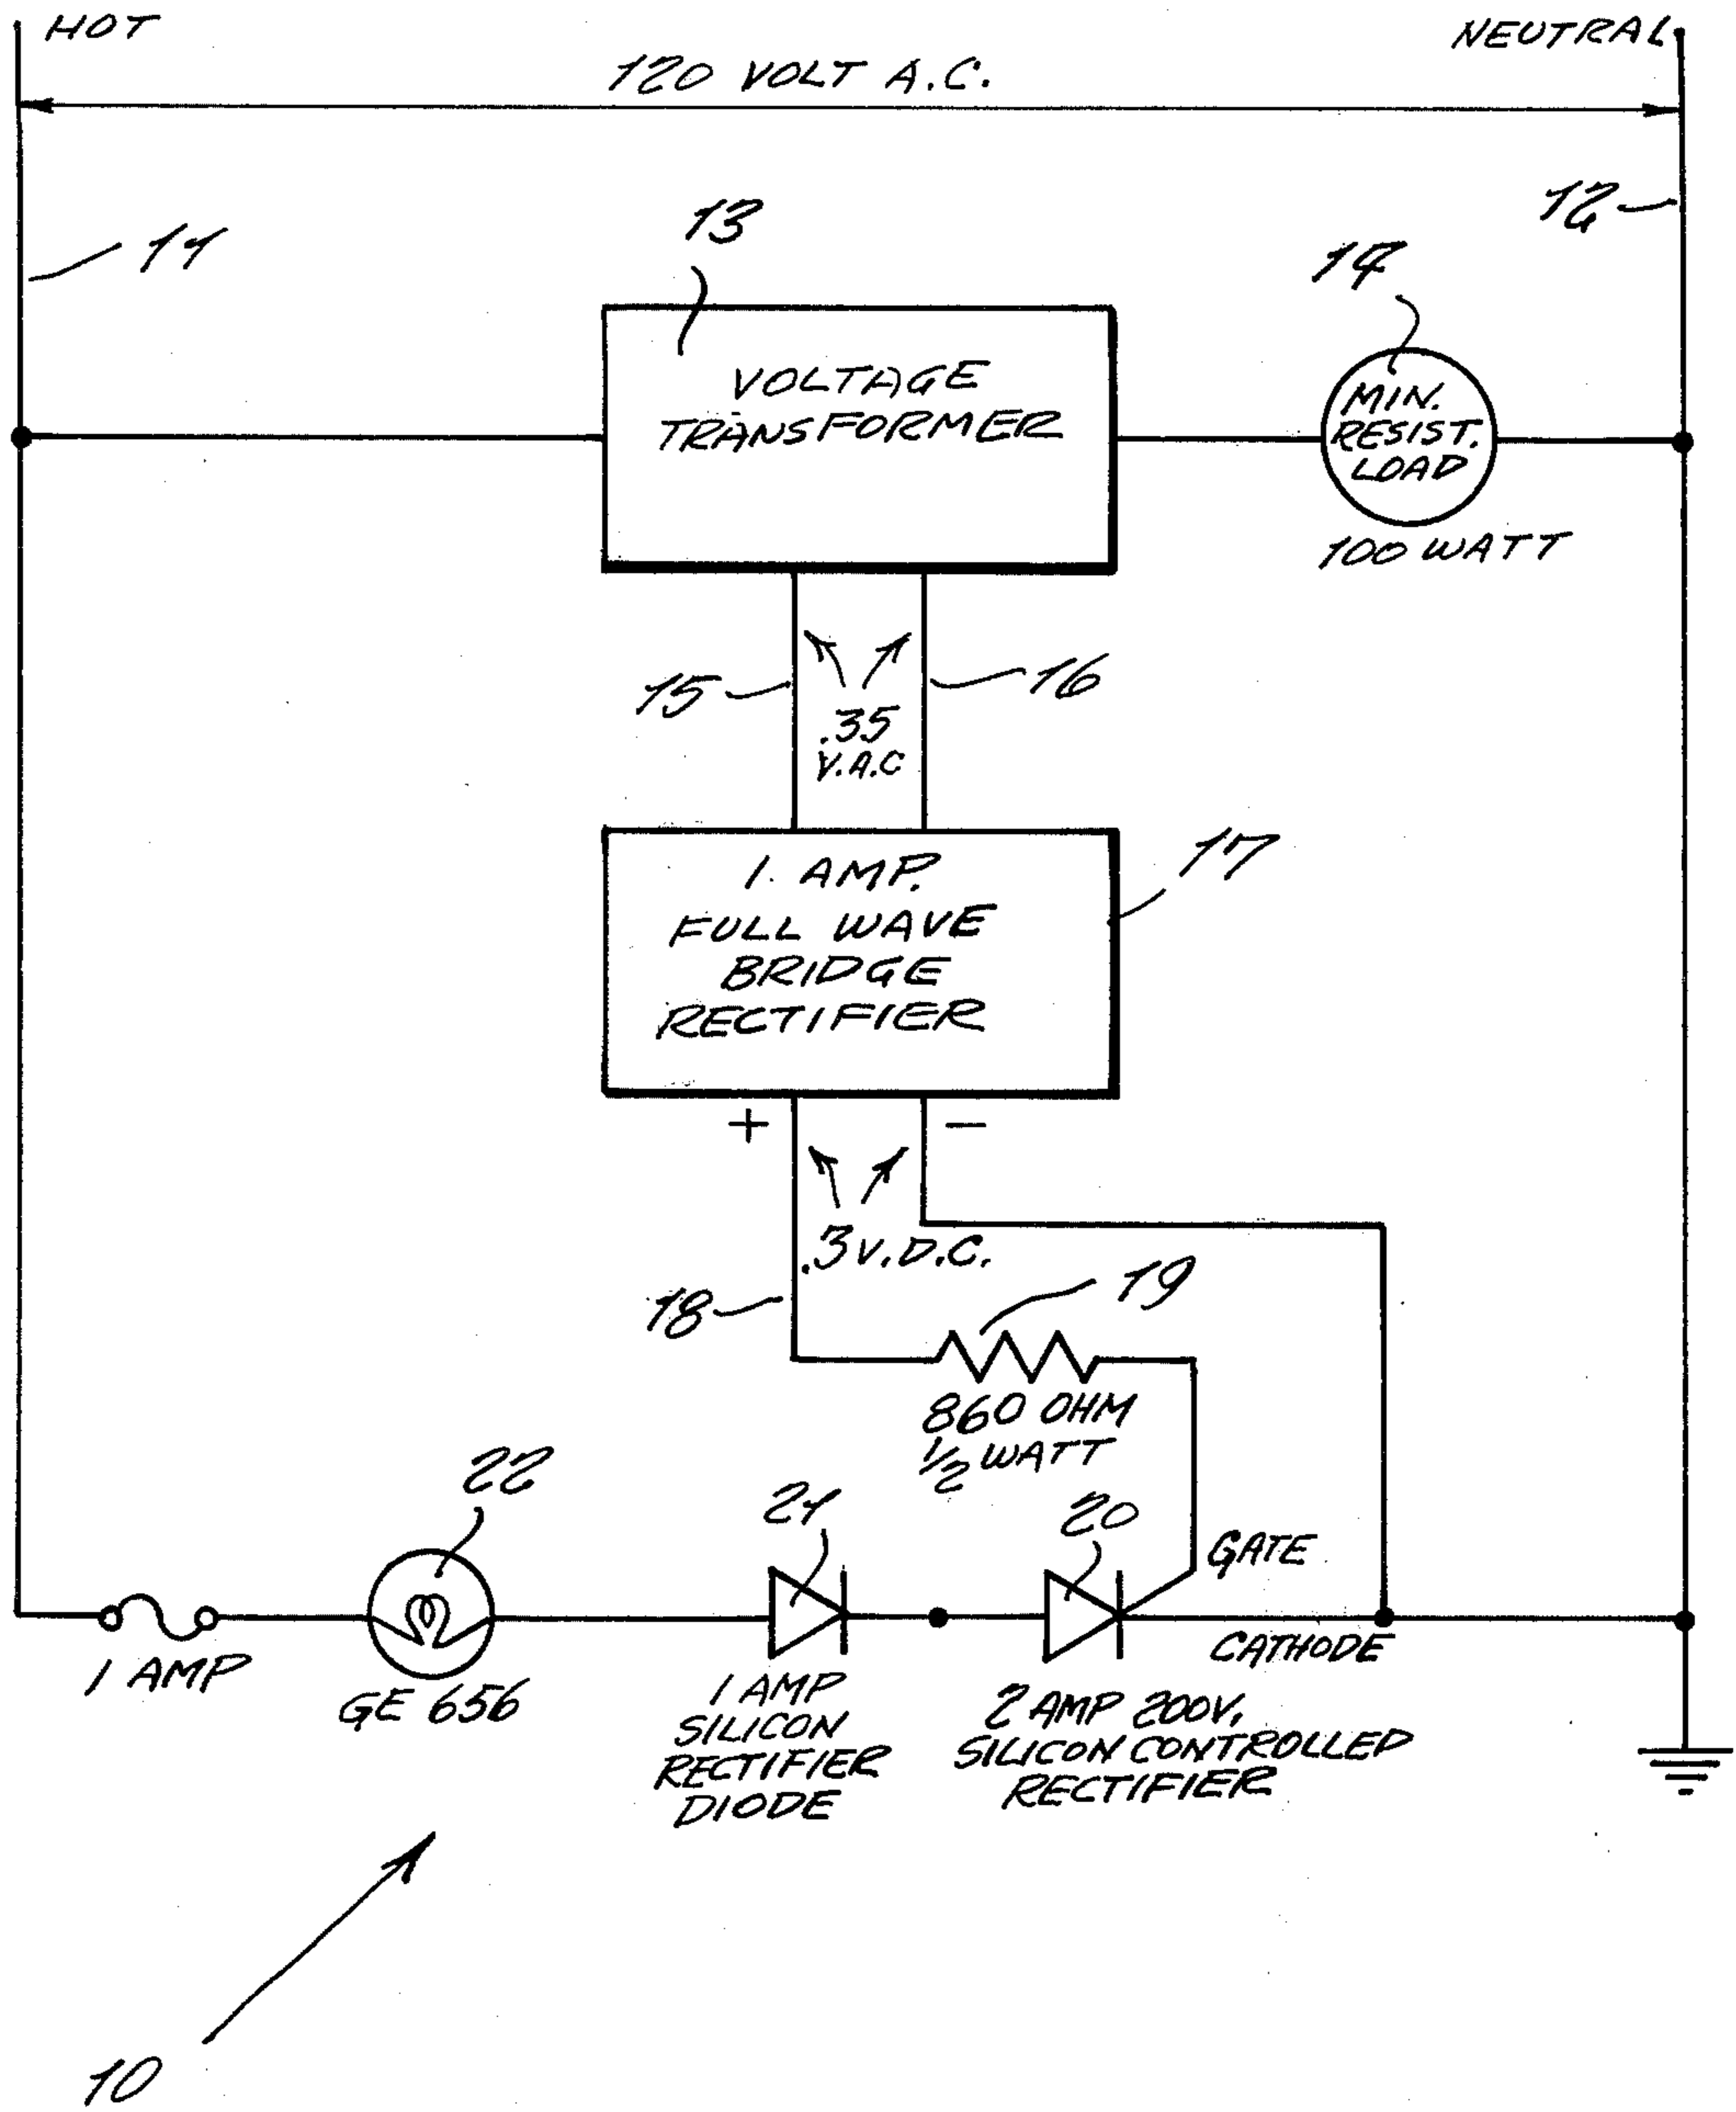 HOT
NEUTRAL
120 VOLT A.C.
11
12
13
14
VOLTAGE
TRANSFORMER
MIN.
RESIST.
LOAD
100 WATT
15
16
.35
V.A.C
17
1. AMP.
FULL WAVE
BRIDGE
RECTIFIER
+
−
.3 V.D.C.
18
19
860 OHM
1/2 WATT
22
21
20
GATE
CATHODE
1 AMP
GE 656
1 AMP
SILICON
RECTIFIER
DIODE
2 AMP 200V,
SILICON CONTROLLED
RECTIFIER
10